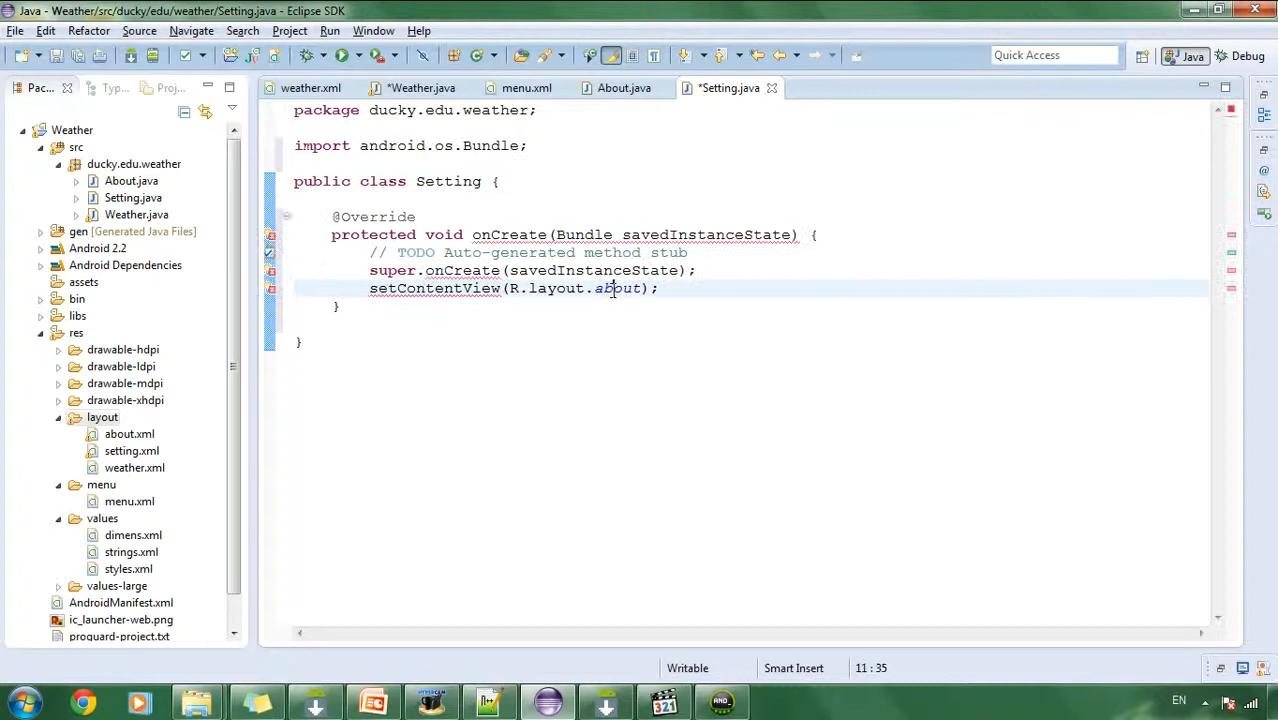 Java - Weather/src/ducky/edu/weather/Setting.java - Eclipse SDK
File Edit Refactor Source Navigate Search Project Run Window Help
Quick Access Java Debug
Pac... Typ... Proj... weather.xml *Weather.java menu.xml About.java *Setting.java
Weather
src
ducky.edu.weather
About.java
Setting.java
Weather.java
gen [Generated Java Files]
Android 2.2
Android Dependencies
assets
bin
libs
res
drawable-hdpi
drawable-ldpi
drawable-mdpi
drawable-xhdpi
layout
about.xml
setting.xml
weather.xml
menu
menu.xml
values
dimens.xml
strings.xml
styles.xml
values-large
AndroidManifest.xml
ic_launcher-web.png
proguard-project.txt
package ducky.edu.weather;
import android.os.Bundle;
public class Setting {
@Override
protected void onCreate(Bundle savedInstanceState) {
// TODO Auto-generated method stub
super.onCreate(savedInstanceState);
setContentView(R.layout.about);
}
}
Writable Smart Insert 11 : 35
321 AND_ EN